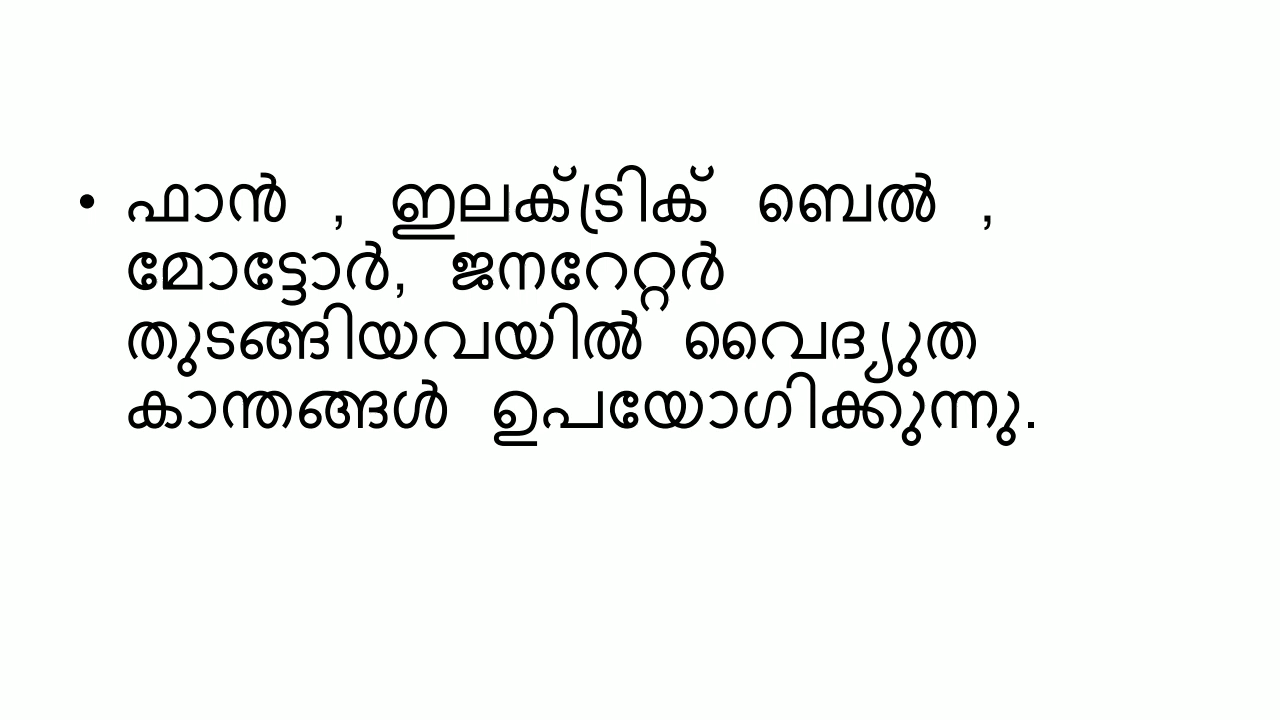 • ഫാൻ , ഇലക്ട്രിക് ബെൽ ,
മോട്ടോർ, ജനറേറ്റർ
തുടങ്ങിയവയിൽ വൈദ്യുത
കാന്തങ്ങൾ ഉപയോഗിക്കുന്നു.